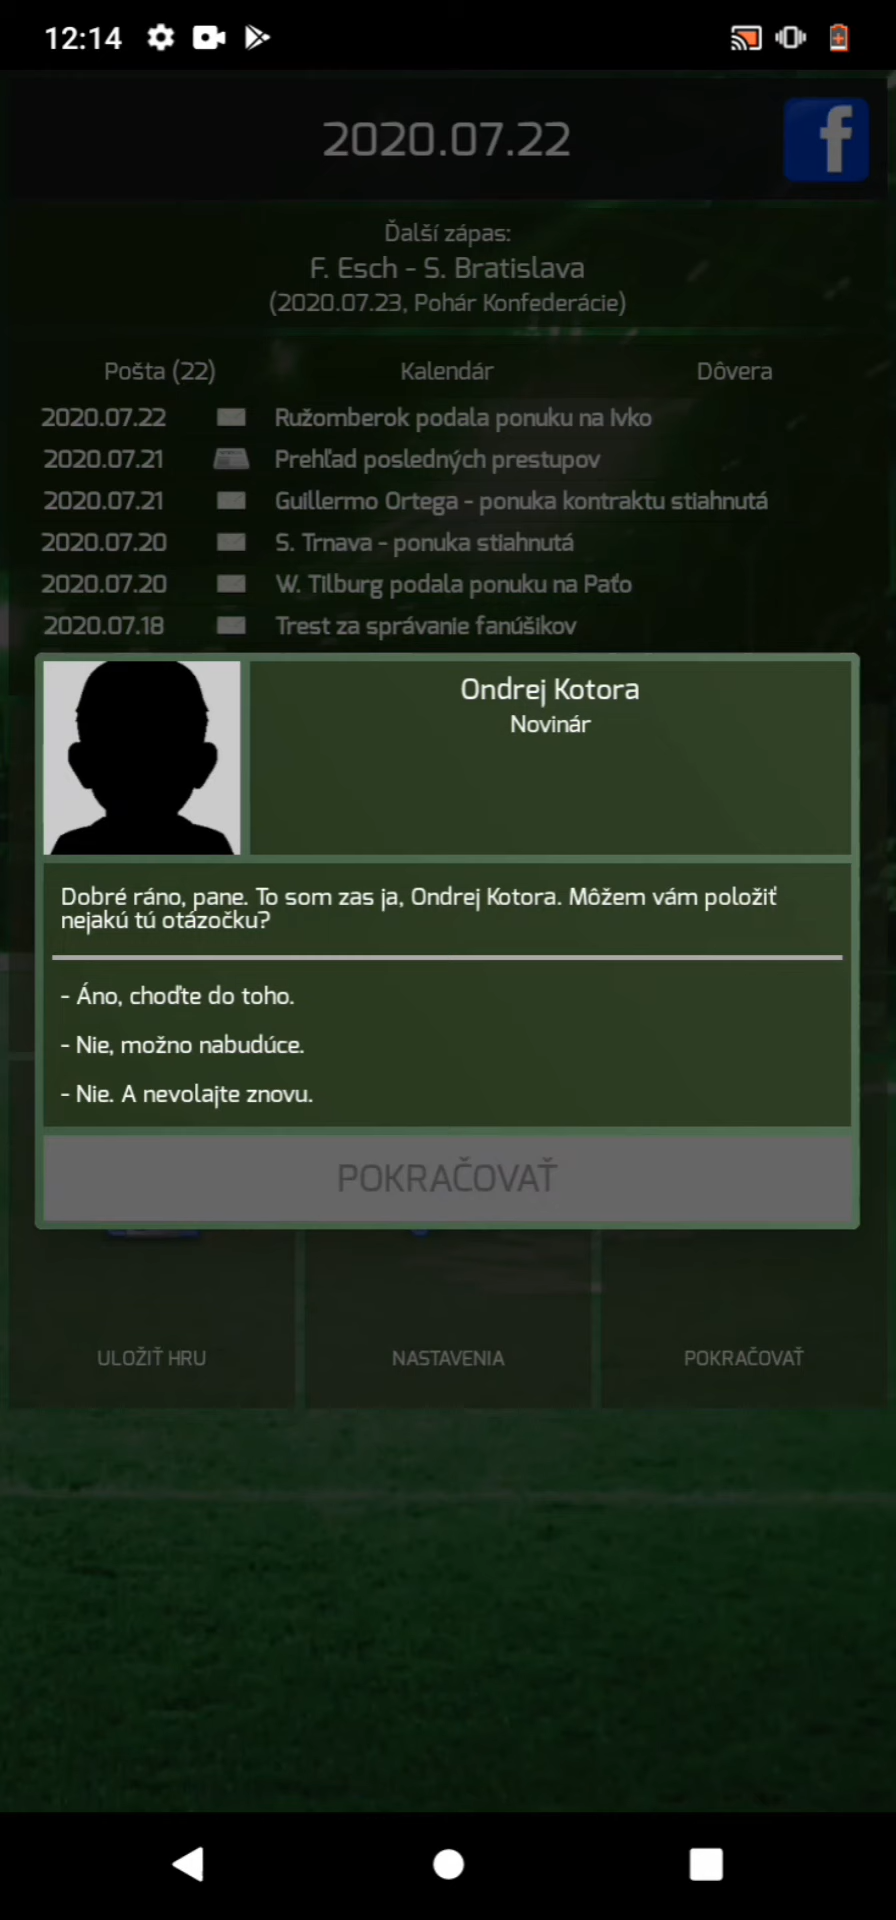 12:14
2020.07.22
f
Ďalší zápas:
F. Esch - S. Bratislava
(2020.07.23, Pohár Konfederácie)
Pošta (22) Kalendár Dôvera
2020.07.22 Ružomberok podala ponuku na Ivko
2020.07.21 Prehľad posledných prestupov
2020.07.21 Guillermo Ortega - ponuka kontraktu stiahnutá
2020.07.20 S. Trnava - ponuka stiahnutá
2020.07.20 W. Tilburg podala ponuku na Paťo
2020.07.18 Trest za správanie fanúšikov
Ondrej Kotora
Novinár
Dobré ráno, pane. To som zas ja, Ondrej Kotora. Môžem vám položiť
nejakú tú otázočku?
- Áno, choďte do toho.
- Nie, možno nabudúce.
- Nie. A nevolajte znovu.
POKRAČOVAŤ
ULOŽIŤ HRU NASTAVENIA POKRAČOVAŤ